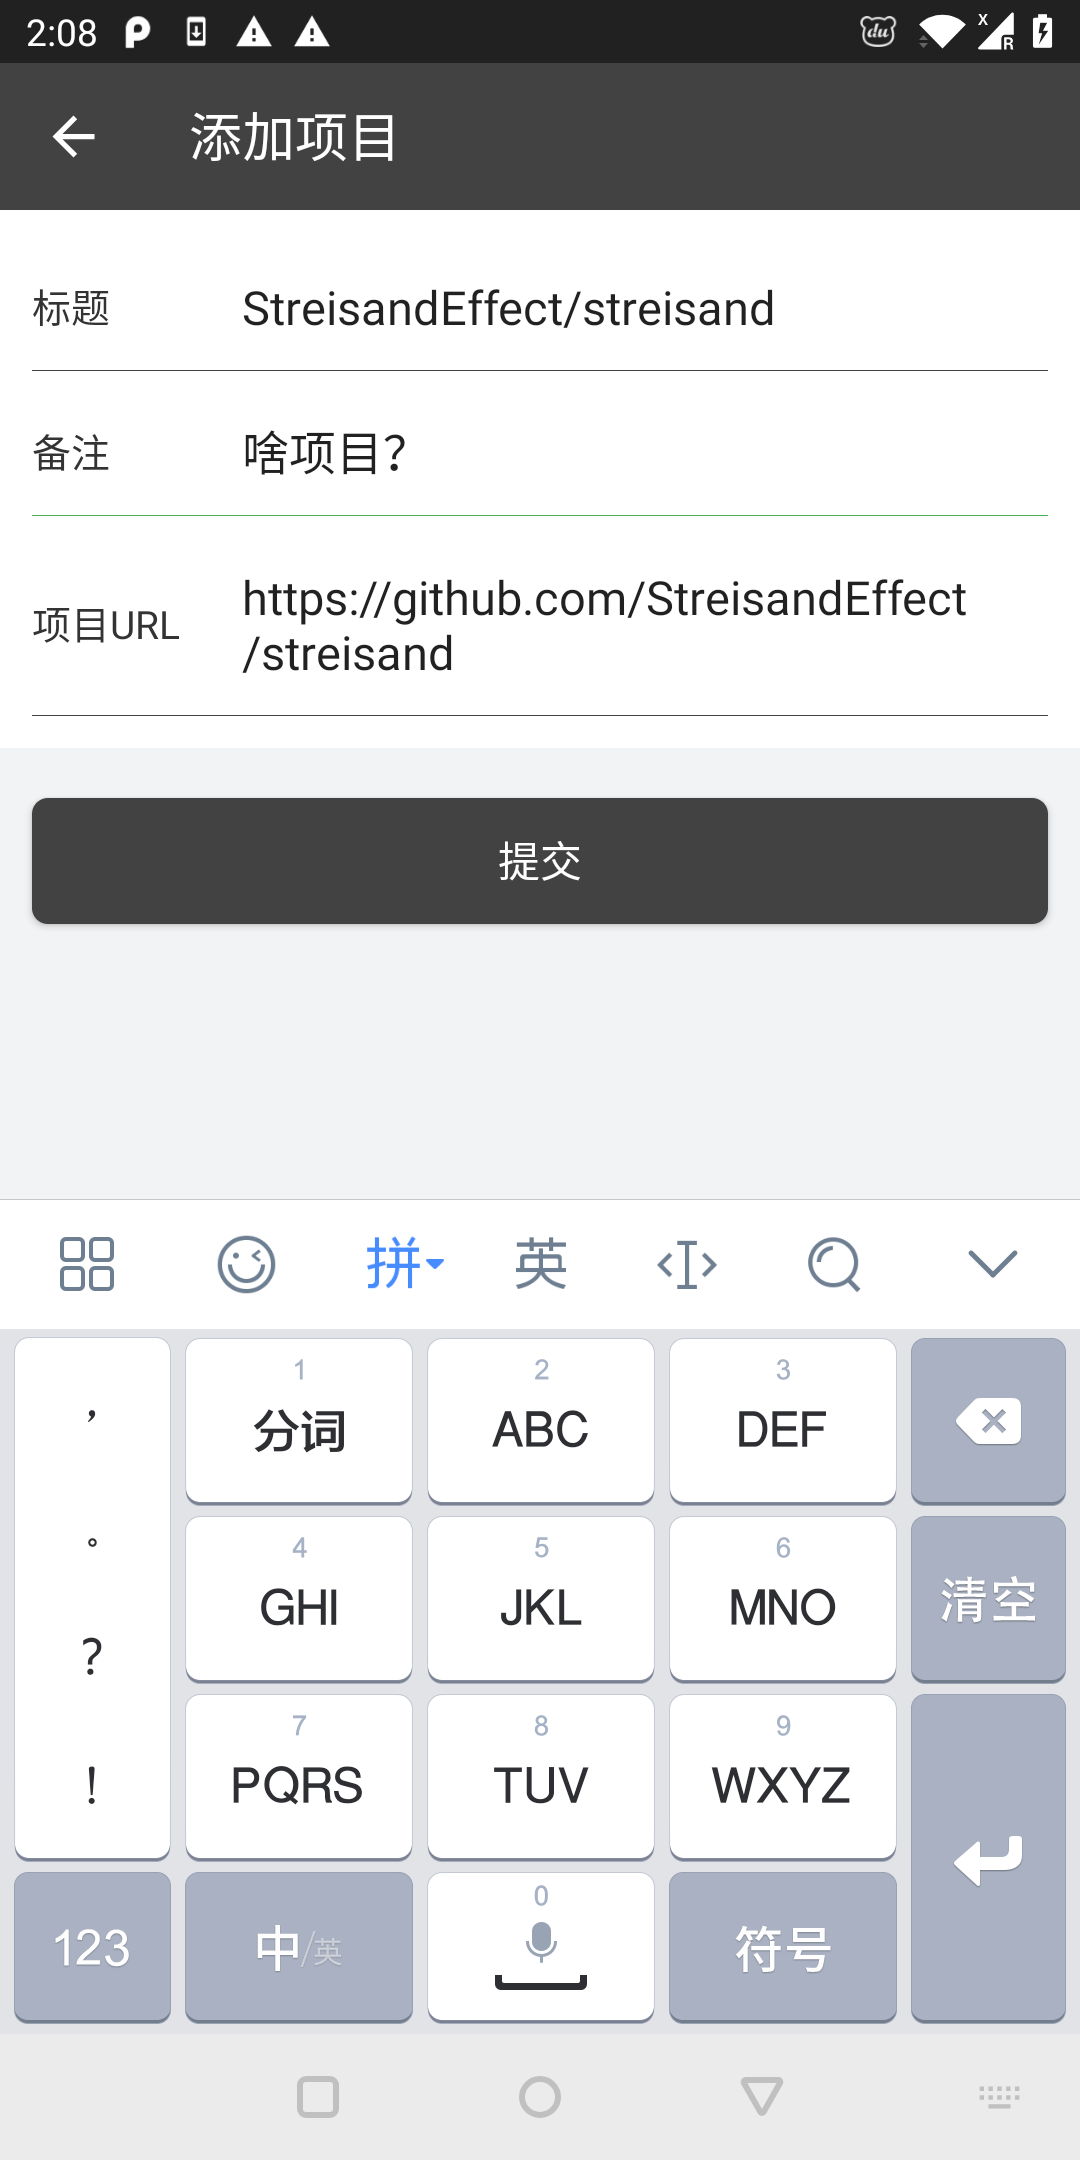 2:08
添加项目
标题 StreisandEffect/streisand
备注 啥项目？
项目URL https://github.com/StreisandEffect
/streisand
提交
拼 英
， 1 2 3
分词 ABC DEF
。 4 5 6
GHI JKL MNO 清空
？
7 8 9
！ PQRS TUV WXYZ
0
123 中/英 符号